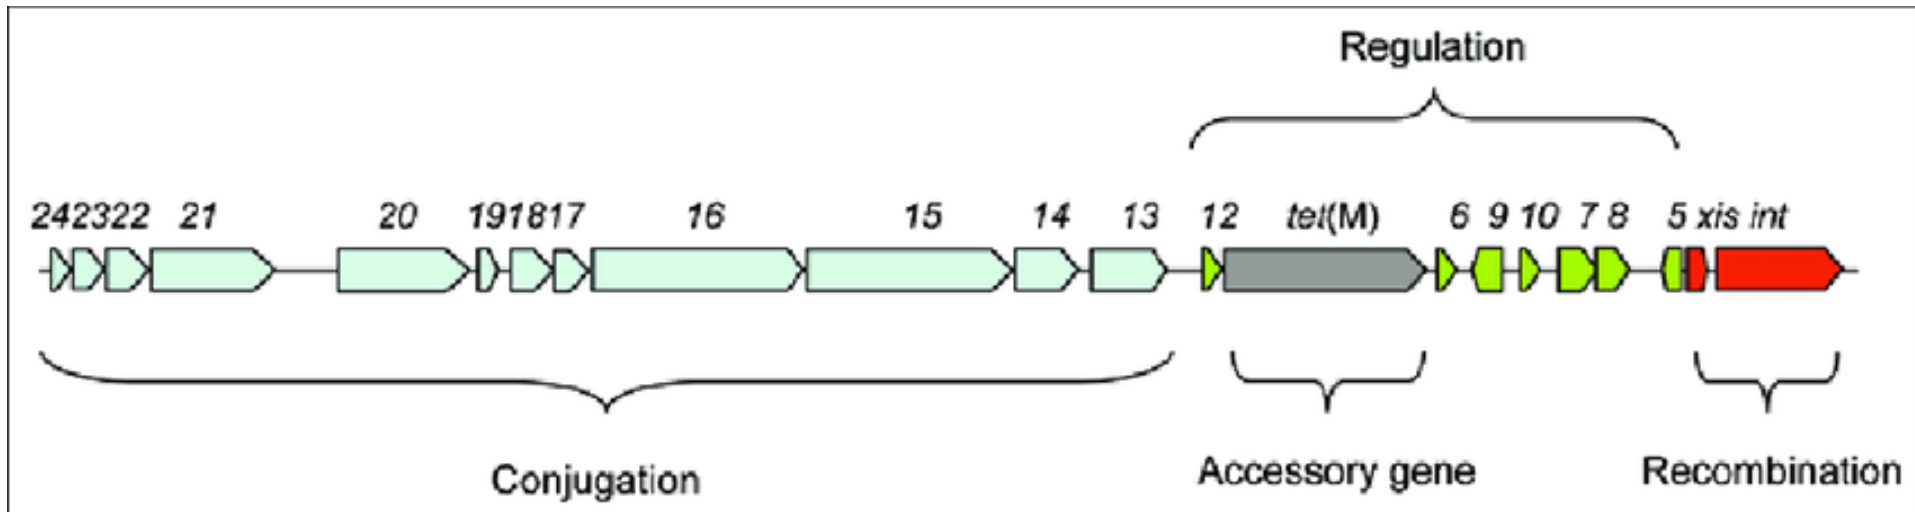 Regulation
242322 21 20 191817 16 15 14 13 12 tet(M) 6 9 10 7 8 5 xis int
Conjugation Accessory gene Recombination